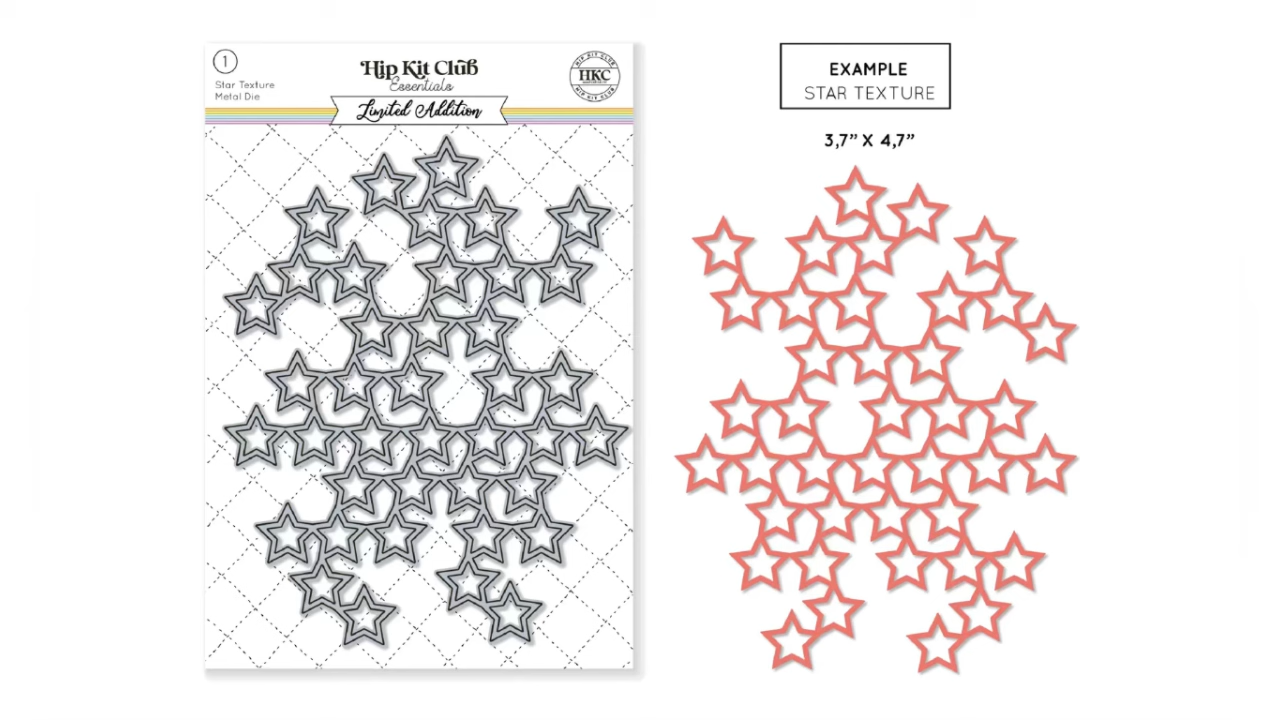 1
Star Texture
Metal Die
Hip Kit Club
Essentials
Limited Addition
HIP KIT CLUB
HKC
HIP KIT CLUB
EXAMPLE
STAR TEXTURE
3,7” X 4,7”